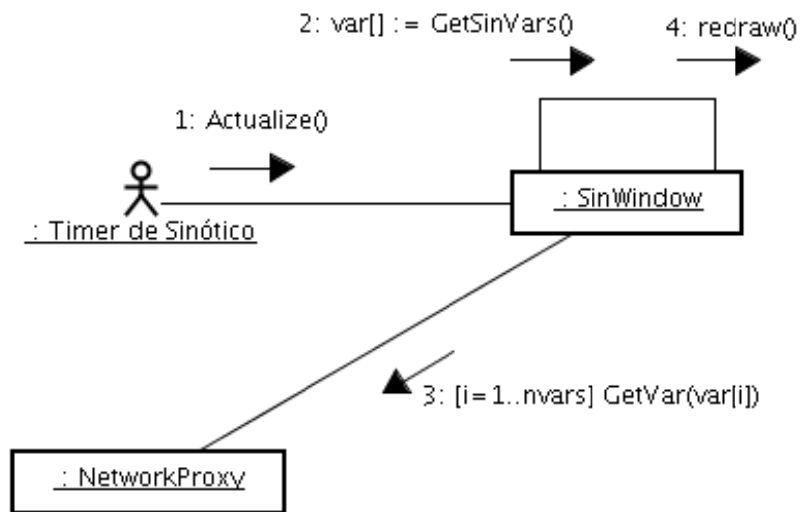 2: var[] := GetSinVars()
4: redraw()
1: Actualize()
: SinWindow
: Timer de Sinótico
3: [i=1..nvars] GetVar(var[i])
: NetworkProxy